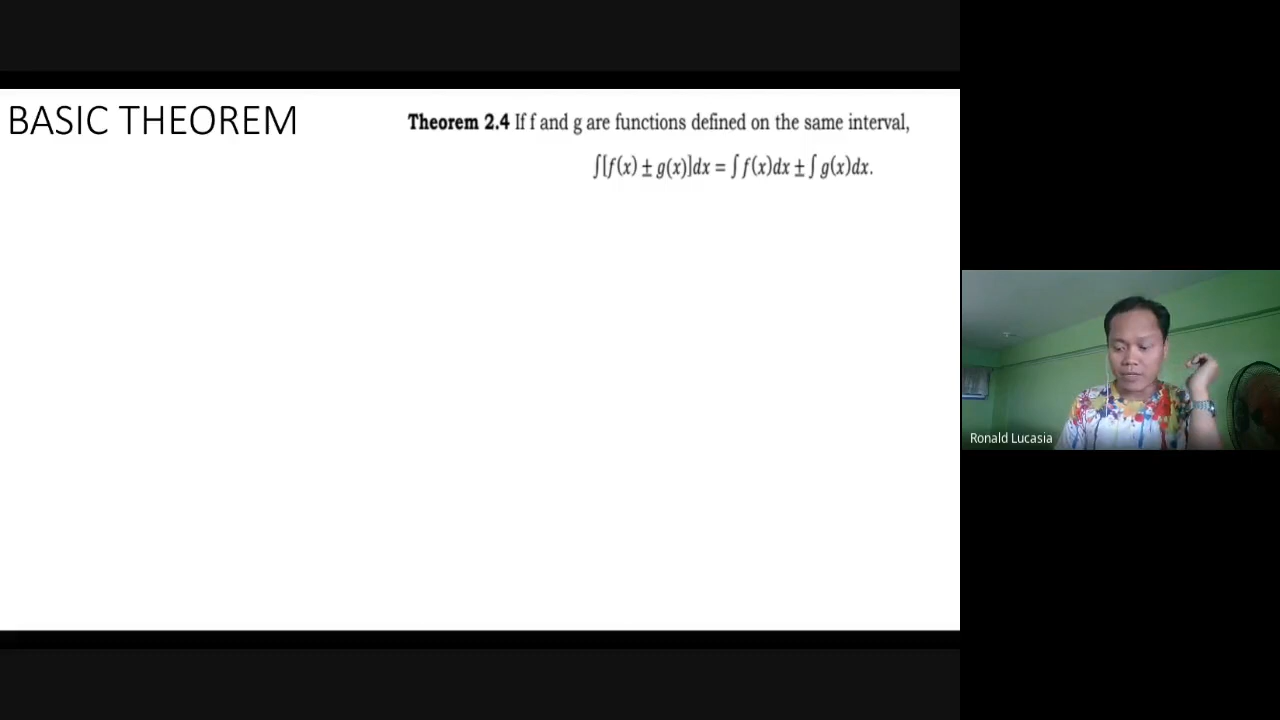 BASIC THEOREM
Theorem 2.4 If f and g are functions defined on the same interval,
∫[f(x) ± g(x)]dx = ∫ f(x)dx ± ∫ g(x)dx.
Ronald Lucasia